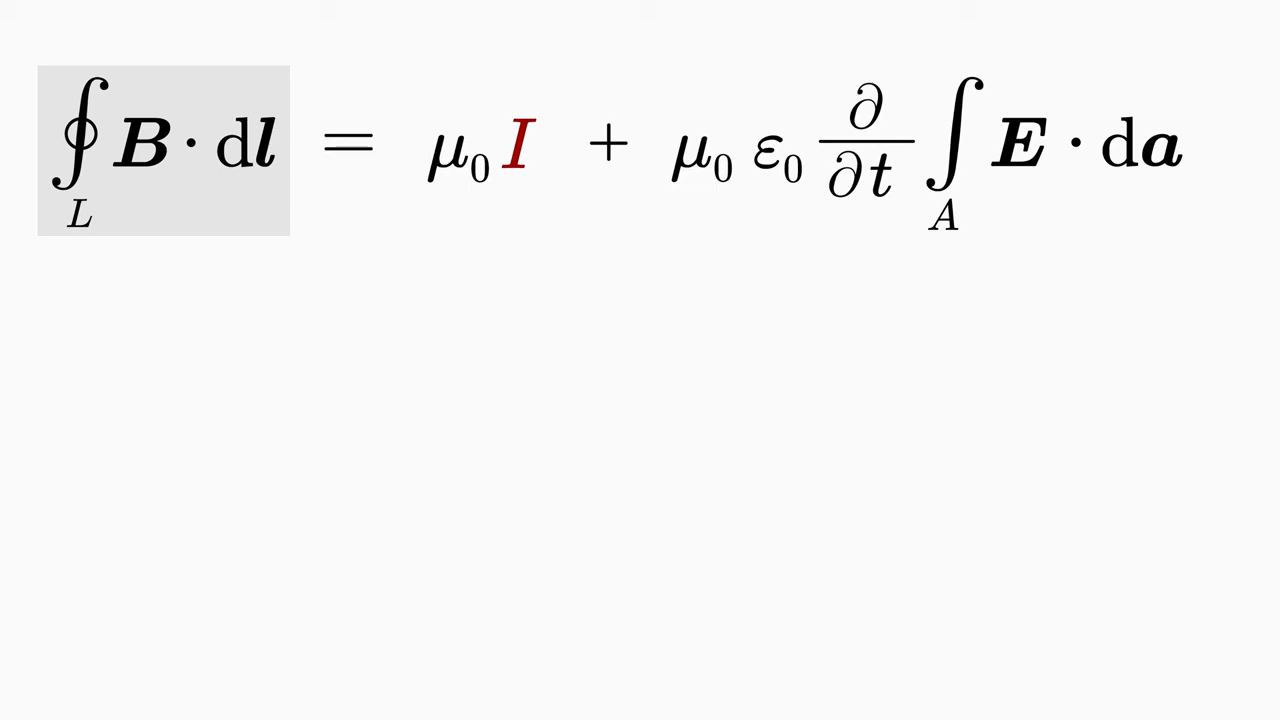 ∮_L B · dl = μ₀ I + μ₀ ε₀ ∂/∂t ∫_A E · da